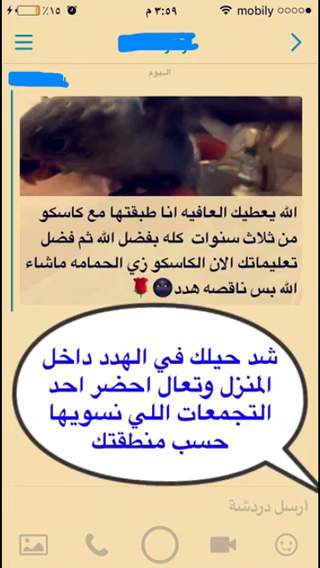 ١٥٪ ٣:٥٩ م mobily
اليوم
الله يعطيك العافيه انا طبقتها مع كاسكو
من ثلاث سنوات كله بفضل الله ثم فضل
تعليماتك الان الكاسكو زي الحمامه ماشاء
الله بس ناقصه هدد🌚🌹
شد حيلك في الهدد داخل
المنزل وتعال احضر احد
التجمعات اللي نسويها
حسب منطقتك
أرسل دردشة